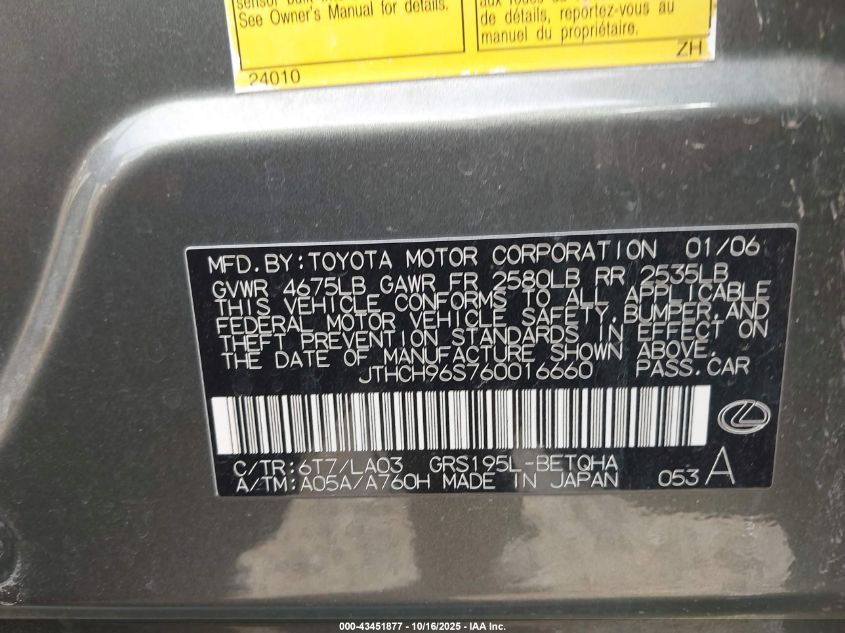 See Owner's Manual for details.
de détails, reportez-vous au
manuel du propriétaire.
24010
ZH
MFD. BY: TOYOTA MOTOR CORPORATION 01/06
GVWR 4675LB GAWR FR 2580LB RR 2535LB
THIS VEHICLE CONFORMS TO ALL APPLICABLE
FEDERAL MOTOR VEHICLE SAFETY, BUMPER, AND
THEFT PREVENTION STANDARDS IN EFFECT ON
THE DATE OF MANUFACTURE SHOWN ABOVE.
JTHCH96S760016660 PASS. CAR
C/TR: 6T7/LA03 GRS195L-BETQHA
A/TM: A05A/A760H MADE IN JAPAN 053 A
000-43451877 - 10/16/2025 - IAA Inc.